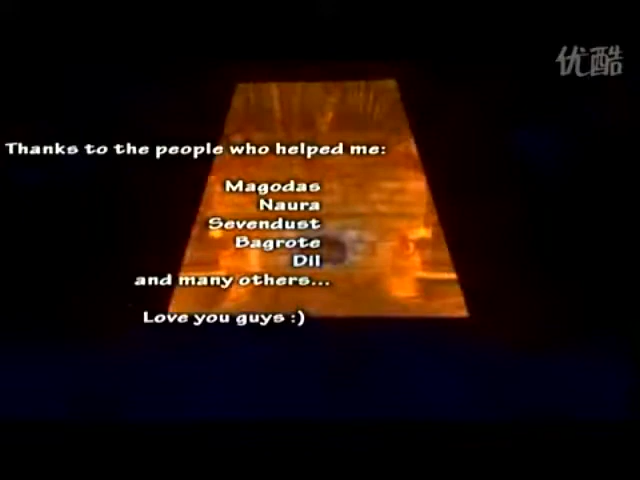 优酷
Thanks to the people who helped me:
Magodas
Naura
Sevendust
Bagrote
Dil
and many others...
Love you guys :)